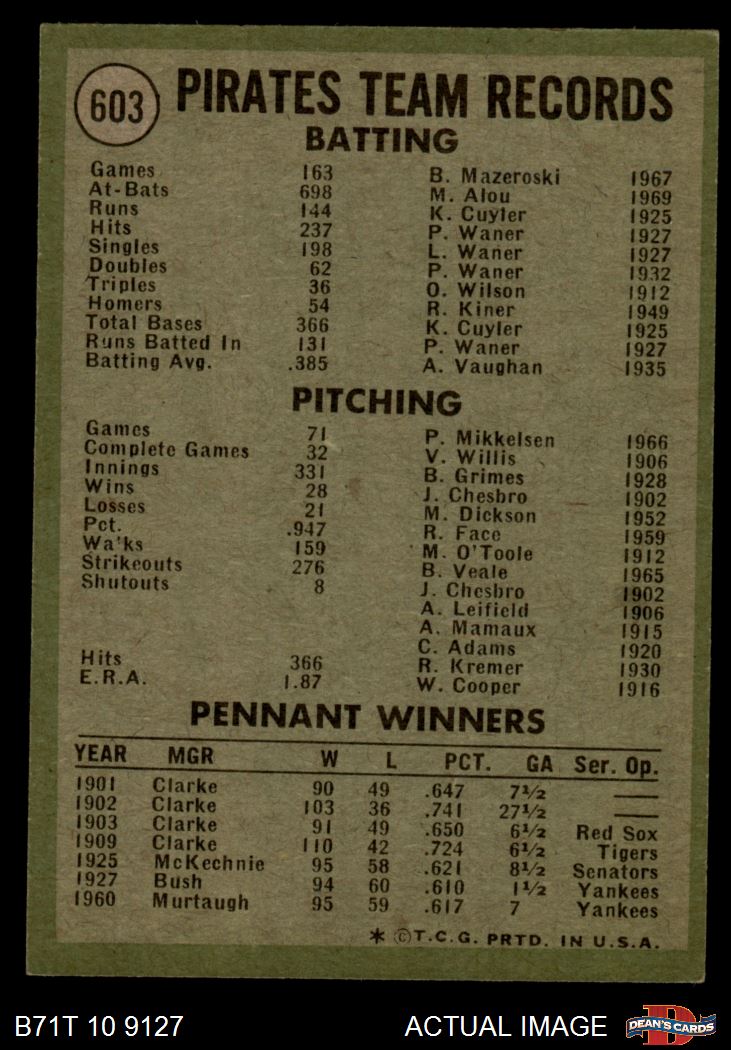 603 PIRATES TEAM RECORDS
BATTING
Games 163 B. Mazeroski 1967
At-Bats 698 M. Alou 1969
Runs 144 K. Cuyler 1925
Hits 237 P. Waner 1927
Singles 198 L. Waner 1927
Doubles 62 P. Waner 1932
Triples 36 O. Wilson 1912
Homers 54 R. Kiner 1949
Total Bases 366 K. Cuyler 1925
Runs Batted In 131 P. Waner 1927
Batting Avg. .385 A. Vaughan 1935
PITCHING
Games 71 P. Mikkelsen 1966
Complete Games 32 V. Willis 1906
Innings 331 B. Grimes 1928
Wins 28 J. Chesbro 1902
Losses 21 M. Dickson 1952
Pct. .947 R. Face 1959
Wa'ks 159 M. O'Toole 1912
Strikeouts 276 B. Veale 1965
Shutouts 8 J. Chesbro 1902
A. Leifield 1906
A. Mamaux 1915
C. Adams 1920
Hits 366 R. Kremer 1930
E.R.A. 1.87 W. Cooper 1916
PENNANT WINNERS
YEAR MGR W L PCT. GA Ser. Op.
1901 Clarke 90 49 .647 7½ ——
1902 Clarke 103 36 .741 27½ ——
1903 Clarke 91 49 .650 6½ Red Sox
1909 Clarke 110 42 .724 6½ Tigers
1925 McKechnie 95 58 .621 8½ Senators
1927 Bush 94 60 .610 1½ Yankees
1960 Murtaugh 95 59 .617 7 Yankees
* ©T.C.G. PRTD. IN U.S.A.
B71T 10 9127 ACTUAL IMAGE D DEAN'S CARDS